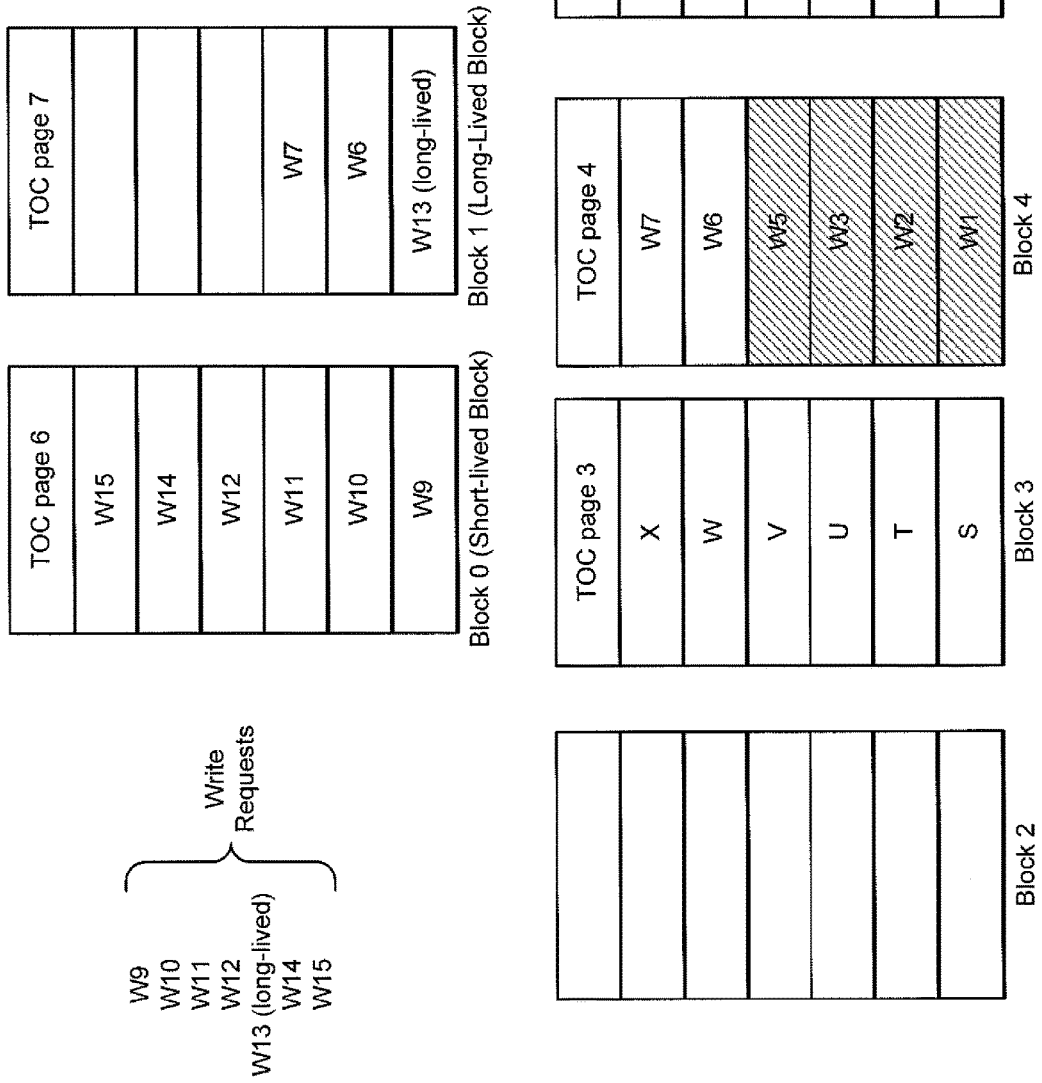 W9
W10
W11
W12
W13 (long-lived)
W14
W15
Write
Requests
TOC page 6
W15
W14
W12
W11
W10
W9
Block 0 (Short-lived Block)
TOC page 7
W7
W6
W13 (long-lived)
Block 1 (Long-Lived Block)
Block 2
TOC page 3
X
W
V
U
T
S
Block 3
TOC page 4
W7
W6
W5
W3
W2
W1
Block 4